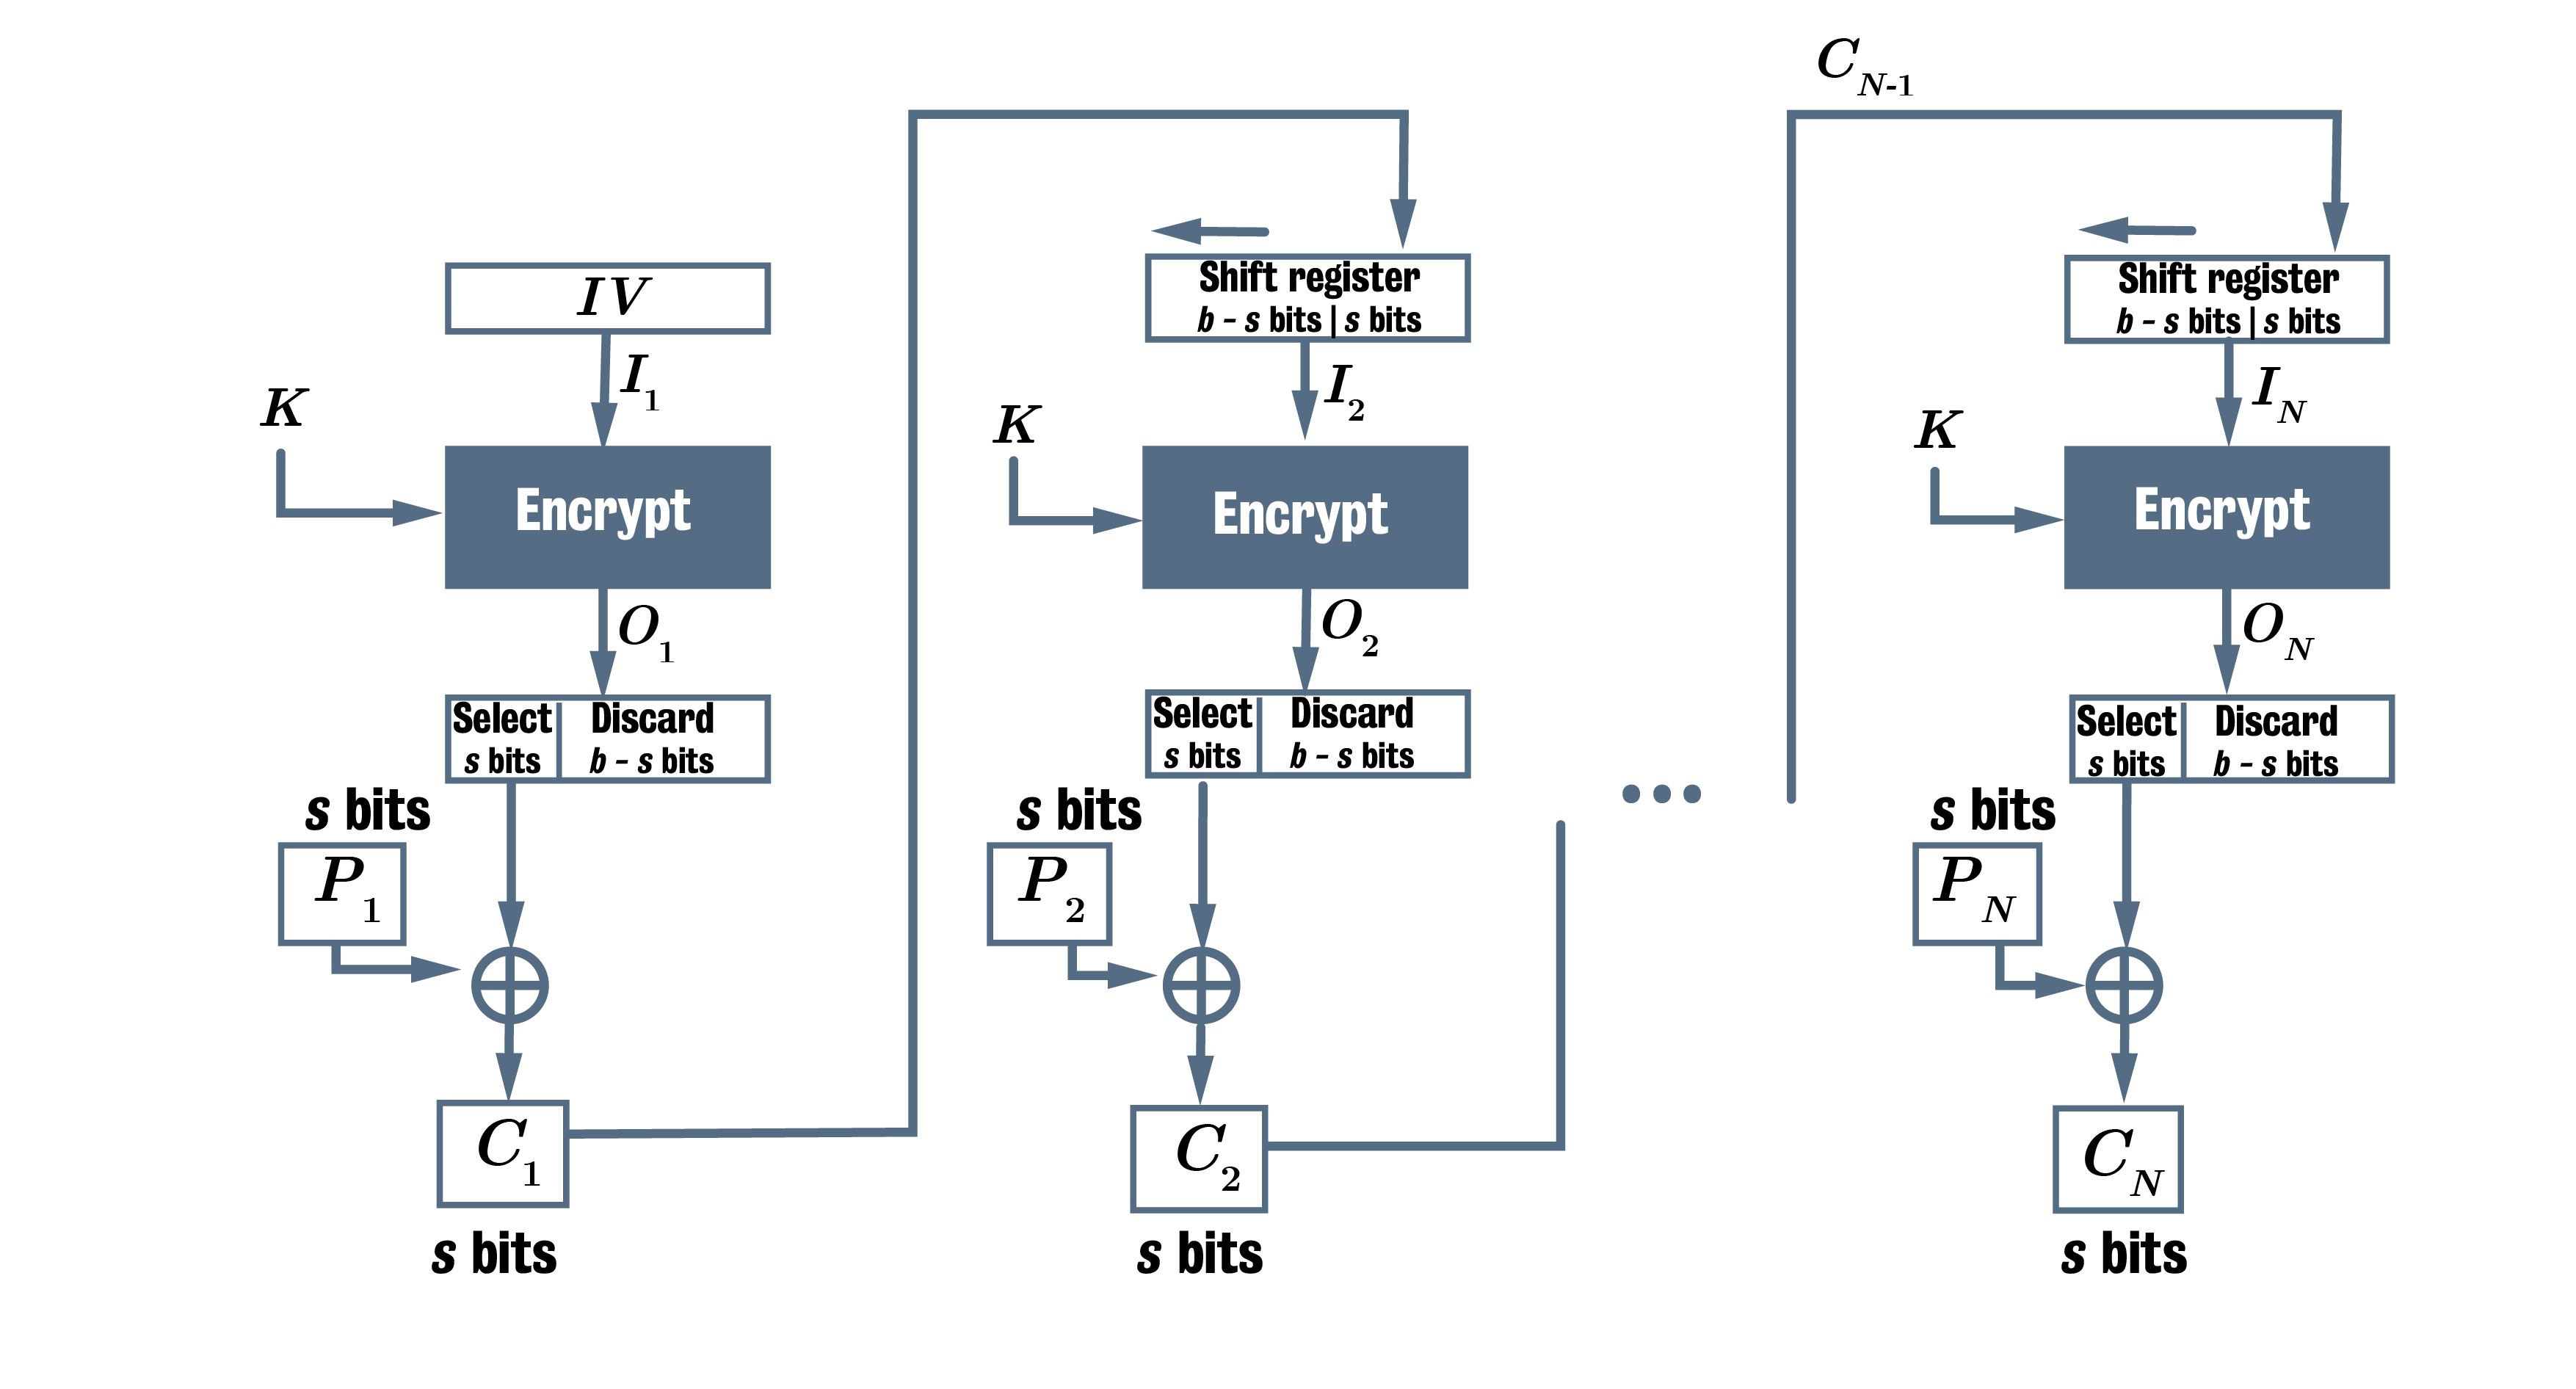 C_{N-1}
IV
I_1
K
Encrypt
O_1
Select
s bits
Discard
b – s bits
s bits
P_1
C_1
s bits
Shift register
b – s bits | s bits
I_2
K
Encrypt
O_2
Select
s bits
Discard
b – s bits
s bits
P_2
C_2
s bits
Shift register
b – s bits | s bits
I_N
K
Encrypt
O_N
Select
s bits
Discard
b – s bits
s bits
P_N
C_N
s bits